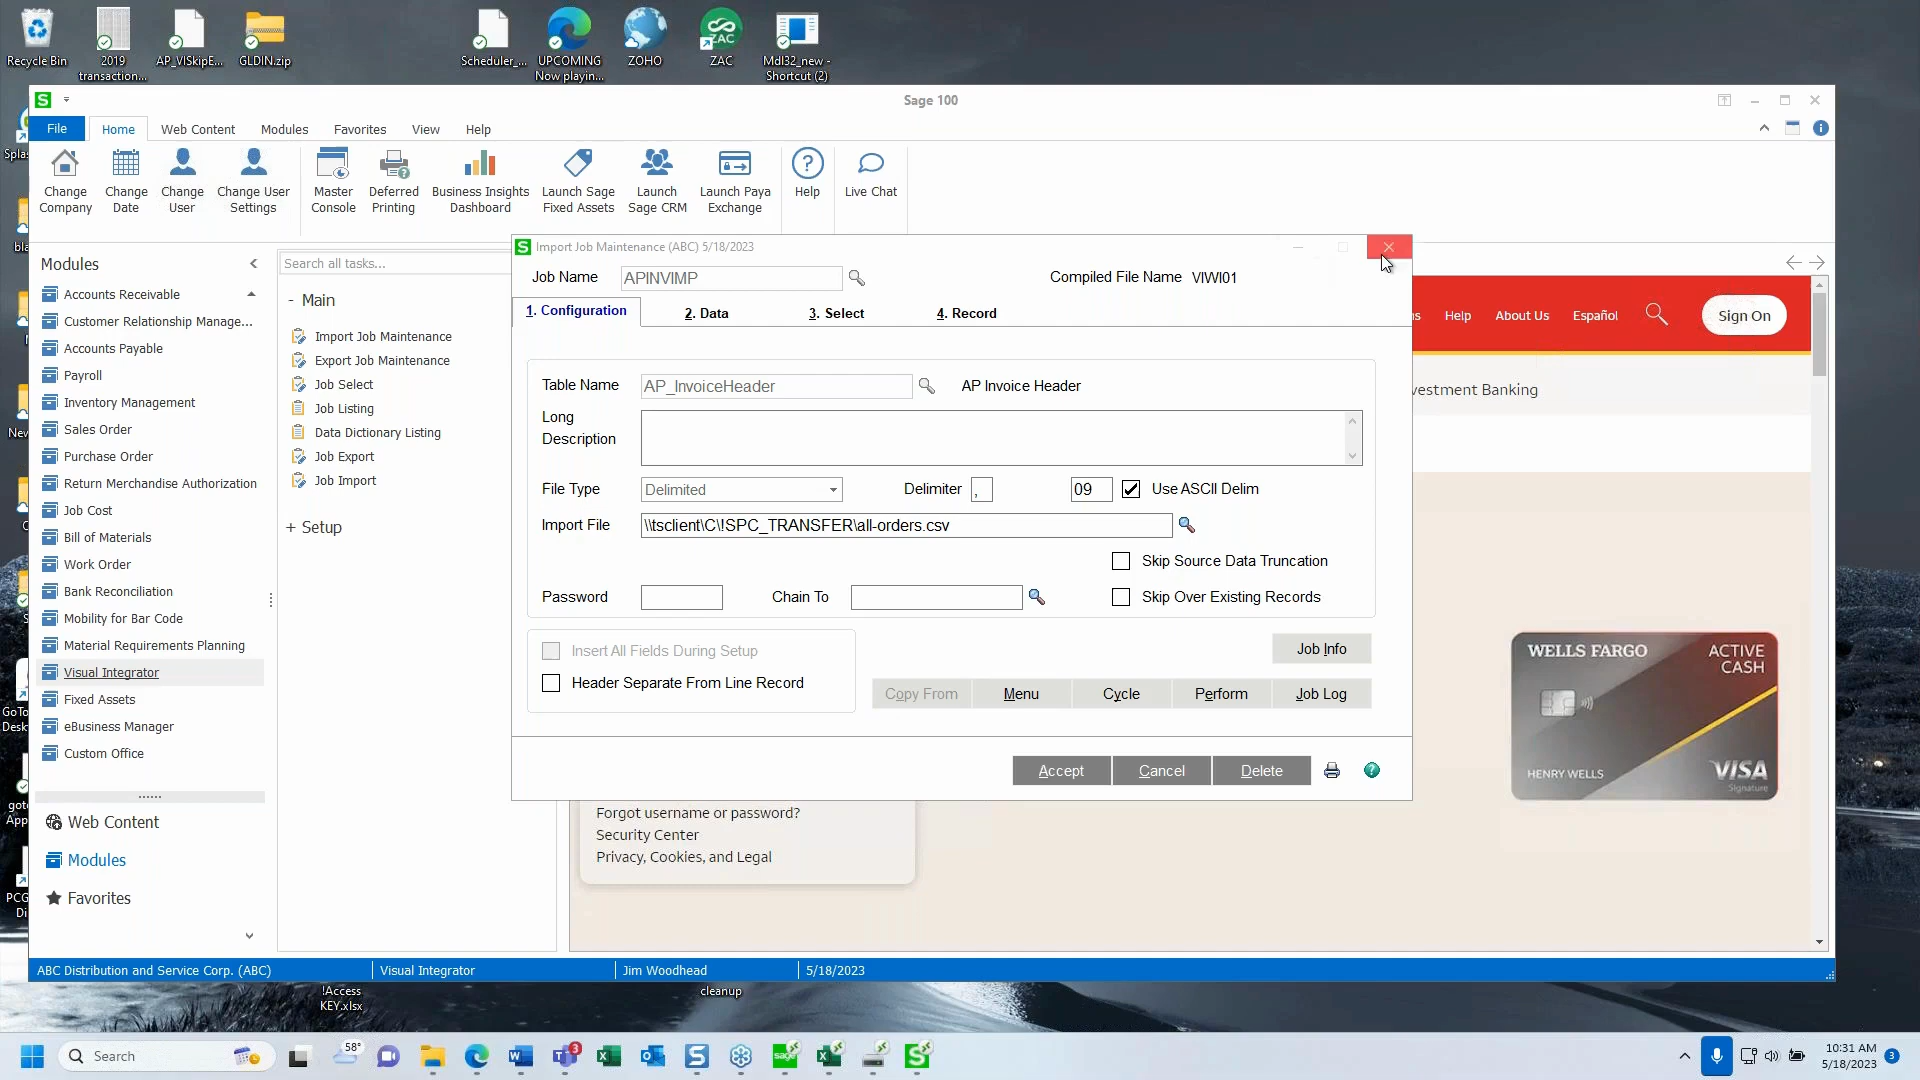 Recycle Bin
2019
transaction...
AP_VISkipE...
GLDIN.zip
Scheduler_...
UPCOMING
Now playin...
ZOHO
ZAC
ZAC
Mdl32_new -
Shortcut (2)
Sage 100
File
Home
Web Content
Modules
Favorites
View
Help
Change
Company
Change
Date
Change
User
Change User
Settings
Master
Console
Deferred
Printing
Business Insights
Dashboard
Launch Sage
Fixed Assets
Launch
Sage CRM
Launch Paya
Exchange
Help
Live Chat
Modules
Accounts Receivable
Customer Relationship Manage...
Accounts Payable
Payroll
Inventory Management
Sales Order
Purchase Order
Return Merchandise Authorization
Job Cost
Bill of Materials
Work Order
Bank Reconciliation
Mobility for Bar Code
Material Requirements Planning
Visual Integrator
Fixed Assets
eBusiness Manager
Custom Office
Web Content
Modules
Favorites
Search all tasks...
- Main
Import Job Maintenance
Export Job Maintenance
Job Select
Job Listing
Data Dictionary Listing
Job Export
Job Import
+ Setup
Import Job Maintenance (ABC) 5/18/2023
Job Name
APINVIMP
Compiled File Name VIWI01
1. Configuration
2. Data
3. Select
4. Record
Table Name
AP_InvoiceHeader
AP Invoice Header
Long
Description
File Type
Delimited
Delimiter
,
09
Use ASCII Delim
Import File
\\tsclient\C\!SPC_TRANSFER\all-orders.csv
Skip Source Data Truncation
Password
Chain To
Skip Over Existing Records
Insert All Fields During Setup
Header Separate From Line Record
Job Info
Copy From
Menu
Cycle
Perform
Job Log
Accept
Cancel
Delete
Help
About Us
Español
Sign On
vestment Banking
WELLS FARGO
ACTIVE
CASH
HENRY WELLS
VISA
Signature
Forgot username or password?
Security Center
Privacy, Cookies, and Legal
ABC Distribution and Service Corp. (ABC)
Visual Integrator
Jim Woodhead
5/18/2023
!Access
KEY.xlsx
cleanup
Search
58°
3
10:31 AM
5/18/2023
3